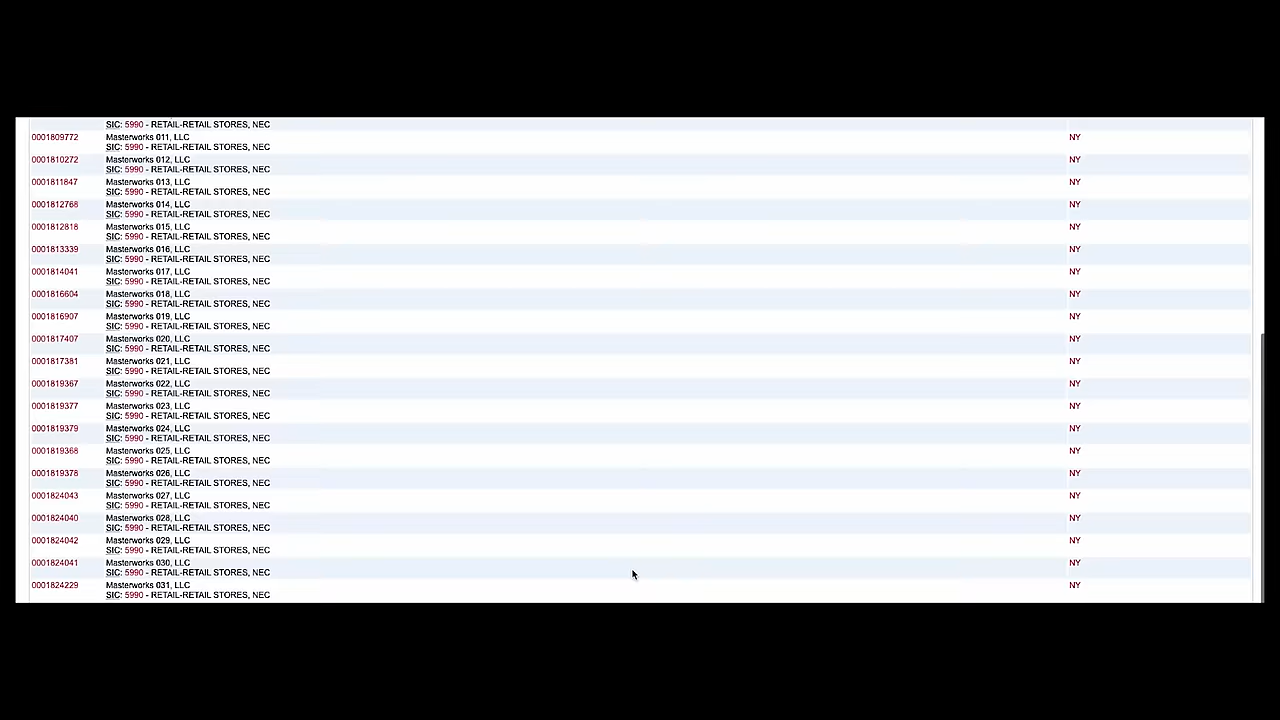 SIC: 5990 - RETAIL-RETAIL STORES, NEC
0001809772 Masterworks 011, LLC NY
SIC: 5990 - RETAIL-RETAIL STORES, NEC
0001810272 Masterworks 012, LLC NY
SIC: 5990 - RETAIL-RETAIL STORES, NEC
0001811847 Masterworks 013, LLC NY
SIC: 5990 - RETAIL-RETAIL STORES, NEC
0001812768 Masterworks 014, LLC NY
SIC: 5990 - RETAIL-RETAIL STORES, NEC
0001812818 Masterworks 015, LLC NY
SIC: 5990 - RETAIL-RETAIL STORES, NEC
0001813339 Masterworks 016, LLC NY
SIC: 5990 - RETAIL-RETAIL STORES, NEC
0001814041 Masterworks 017, LLC NY
SIC: 5990 - RETAIL-RETAIL STORES, NEC
0001816604 Masterworks 018, LLC NY
SIC: 5990 - RETAIL-RETAIL STORES, NEC
0001816907 Masterworks 019, LLC NY
SIC: 5990 - RETAIL-RETAIL STORES, NEC
0001817407 Masterworks 020, LLC NY
SIC: 5990 - RETAIL-RETAIL STORES, NEC
0001817381 Masterworks 021, LLC NY
SIC: 5990 - RETAIL-RETAIL STORES, NEC
0001819367 Masterworks 022, LLC NY
SIC: 5990 - RETAIL-RETAIL STORES, NEC
0001819377 Masterworks 023, LLC NY
SIC: 5990 - RETAIL-RETAIL STORES, NEC
0001819379 Masterworks 024, LLC NY
SIC: 5990 - RETAIL-RETAIL STORES, NEC
0001819368 Masterworks 025, LLC NY
SIC: 5990 - RETAIL-RETAIL STORES, NEC
0001819378 Masterworks 026, LLC NY
SIC: 5990 - RETAIL-RETAIL STORES, NEC
0001824043 Masterworks 027, LLC NY
SIC: 5990 - RETAIL-RETAIL STORES, NEC
0001824040 Masterworks 028, LLC NY
SIC: 5990 - RETAIL-RETAIL STORES, NEC
0001824042 Masterworks 029, LLC NY
SIC: 5990 - RETAIL-RETAIL STORES, NEC
0001824041 Masterworks 030, LLC NY
SIC: 5990 - RETAIL-RETAIL STORES, NEC
0001824229 Masterworks 031, LLC NY
SIC: 5990 - RETAIL-RETAIL STORES, NEC